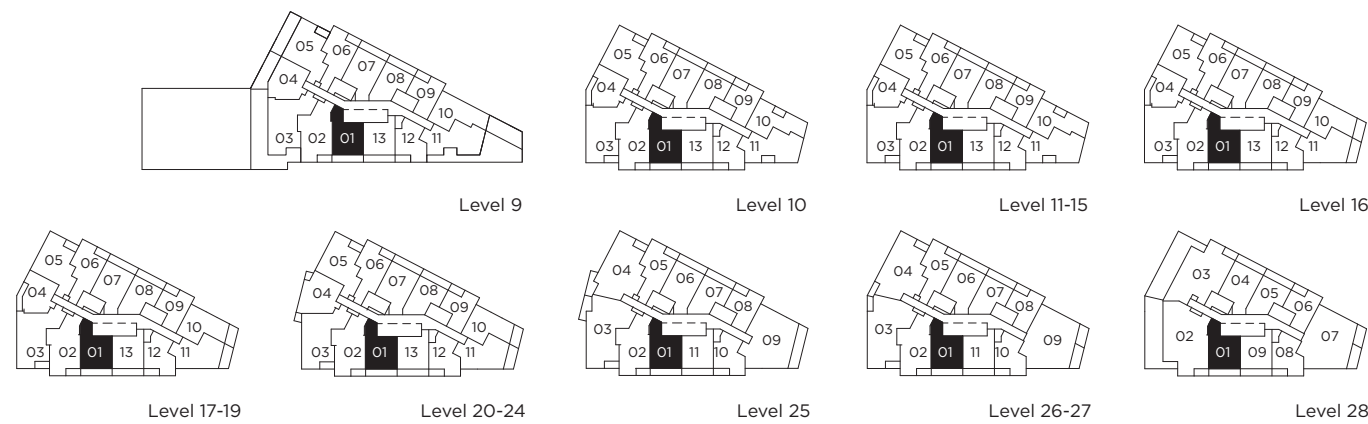 05 06 07 08 09 10 04 03 02 01 13 12 11
Level 9
05 06 07 08 09 10 04 03 02 01 13 12 11
Level 10
05 06 07 08 09 10 04 03 02 01 13 12 11
Level 11-15
05 06 07 08 09 10 04 03 02 01 13 12 11
Level 16
05 06 07 08 09 10 04 03 02 01 13 12 11
Level 17-19
05 06 07 08 09 10 04 03 02 01 13 12 11
Level 20-24
04 05 06 07 08 09 03 02 01 11 10
Level 25
04 05 06 07 08 09 03 02 01 11 10
Level 26-27
03 04 05 06 07 02 01 09 08
Level 28